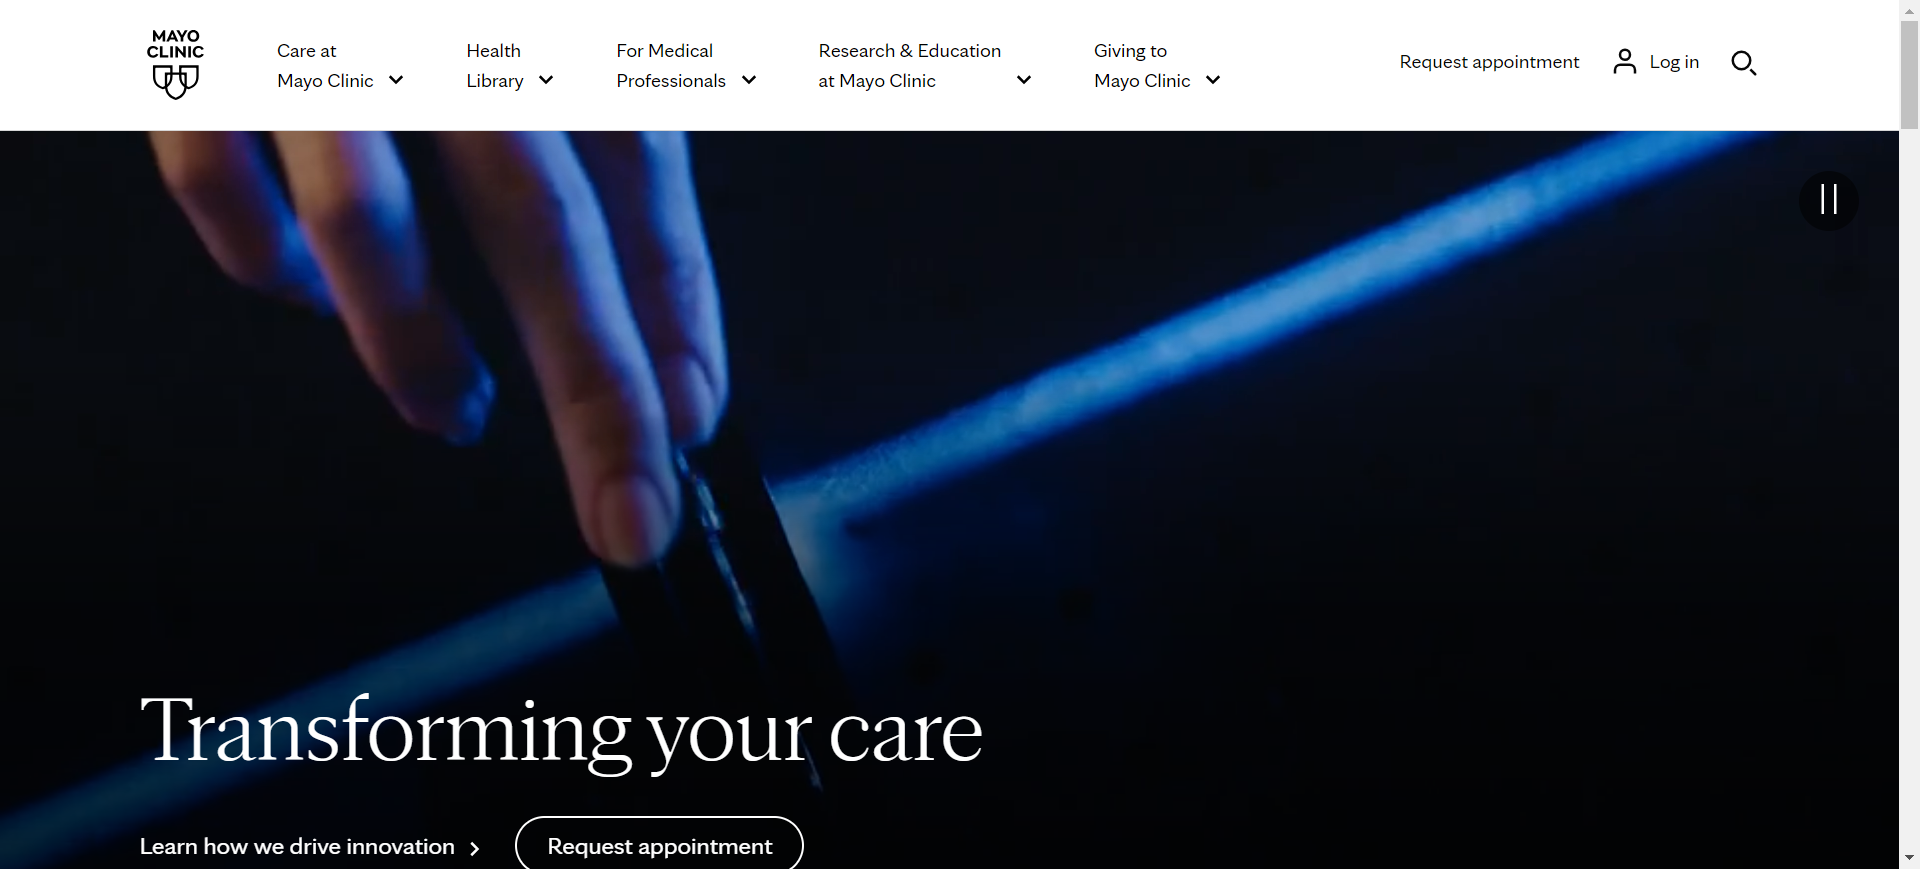 MAYO
CLINIC
Care at
Mayo Clinic
Health
Library
For Medical
Professionals
Research & Education
at Mayo Clinic
Giving to
Mayo Clinic
Request appointment
Log in
Transforming your care
Learn how we drive innovation
Request appointment